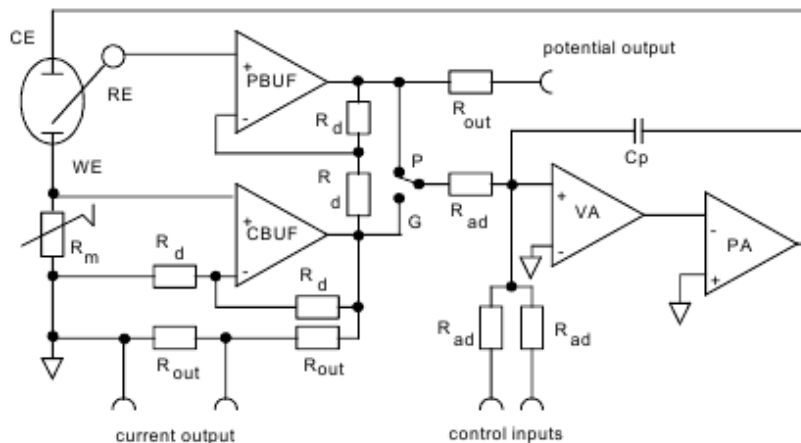 CE
potential output
+
PBUF
-
RE
R out
R d
Cp
WE
P
R d
+
VA
-
R ad
G
+
CBUF
-
PA
-
+
R m
R d
R d
R ad
R ad
R out
R out
current output
control inputs